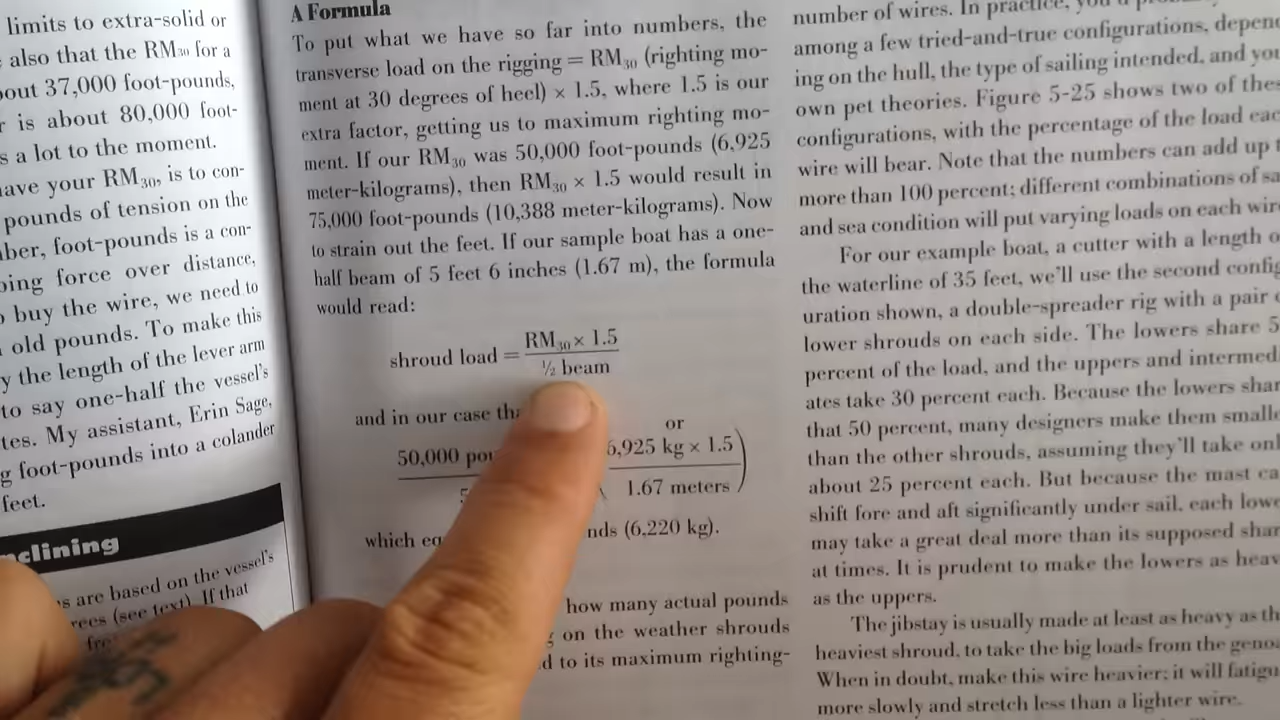 limits to extra-solid or
also that the RM30 for a
out 37,000 foot-pounds,
is about 80,000 foot-
s a lot to the moment.
ave your RM30, is to con-
pounds of tension on the
ber, foot-pounds is a con-
ing force over distance,
buy the wire, we need to
old pounds. To make this
y the length of the lever arm
to say one-half the vessel's
tes. My assistant, Erin Sage,
g foot-pounds into a colander
feet.
clining
s are based on the vessel's
rees (see text). If that
fre
A Formula
To put what we have so far into numbers, the
transverse load on the rigging = RM30 (righting mo-
ment at 30 degrees of heel) × 1.5, where 1.5 is our
extra factor, getting us to maximum righting mo-
ment. If our RM30 was 50,000 foot-pounds (6,925
meter-kilograms), then RM30 × 1.5 would result in
75,000 foot-pounds (10,388 meter-kilograms). Now
to strain out the feet. If our sample boat has a one-
half beam of 5 feet 6 inches (1.67 m), the formula
would read:
shroud load = RM30 × 1.5
½ beam
and in our case tha
or
50,000 pou 6,925 kg × 1.5
5 1.67 meters
which eq nds (6,220 kg).
how many actual pounds
g on the weather shrouds
d to its maximum righting-
number of wires. In practice, you
among a few tried-and-true configurations, depen
ing on the hull, the type of sailing intended, and you
own pet theories. Figure 5-25 shows two of thes
configurations, with the percentage of the load eac
wire will bear. Note that the numbers can add up t
more than 100 percent; different combinations of sa
and sea condition will put varying loads on each wir
For our example boat, a cutter with a length o
the waterline of 35 feet, we'll use the second config
uration shown, a double-spreader rig with a pair o
lower shrouds on each side. The lowers share 5
percent of the load, and the uppers and intermed
ates take 30 percent each. Because the lowers shar
that 50 percent, many designers make them smalle
than the other shrouds, assuming they'll take onl
about 25 percent each. But because the mast ca
shift fore and aft significantly under sail, each lowe
may take a great deal more than its supposed shar
at times. It is prudent to make the lowers as heav
as the uppers.
The jibstay is usually made at least as heavy as th
heaviest shroud, to take the big loads from the genoa
When in doubt, make this wire heavier; it will fatigu
more slowly and stretch less than a lighter wire.